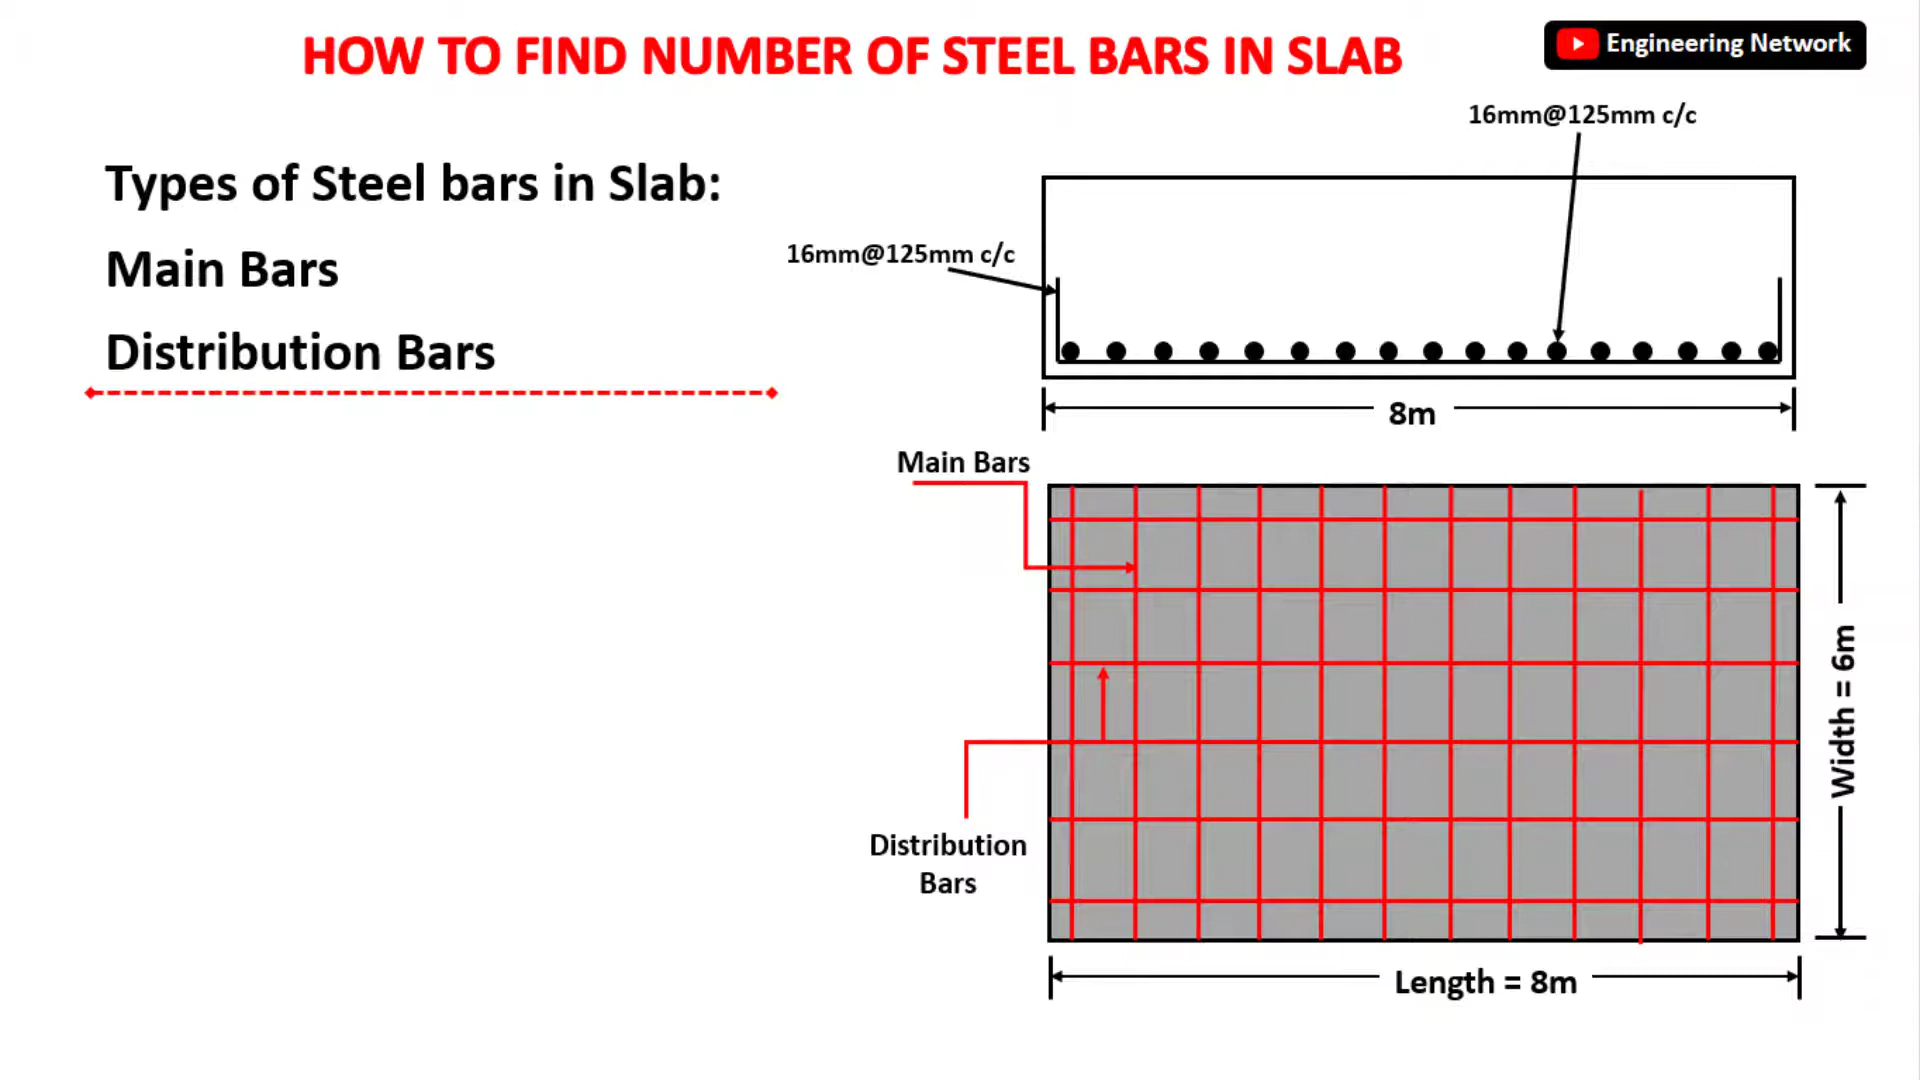 HOW TO FIND NUMBER OF STEEL BARS IN SLAB
Engineering Network
Types of Steel bars in Slab:
Main Bars
Distribution Bars
16mm@125mm c/c
16mm@125mm c/c
8m
Main Bars
Distribution
Bars
Width = 6m
Length = 8m